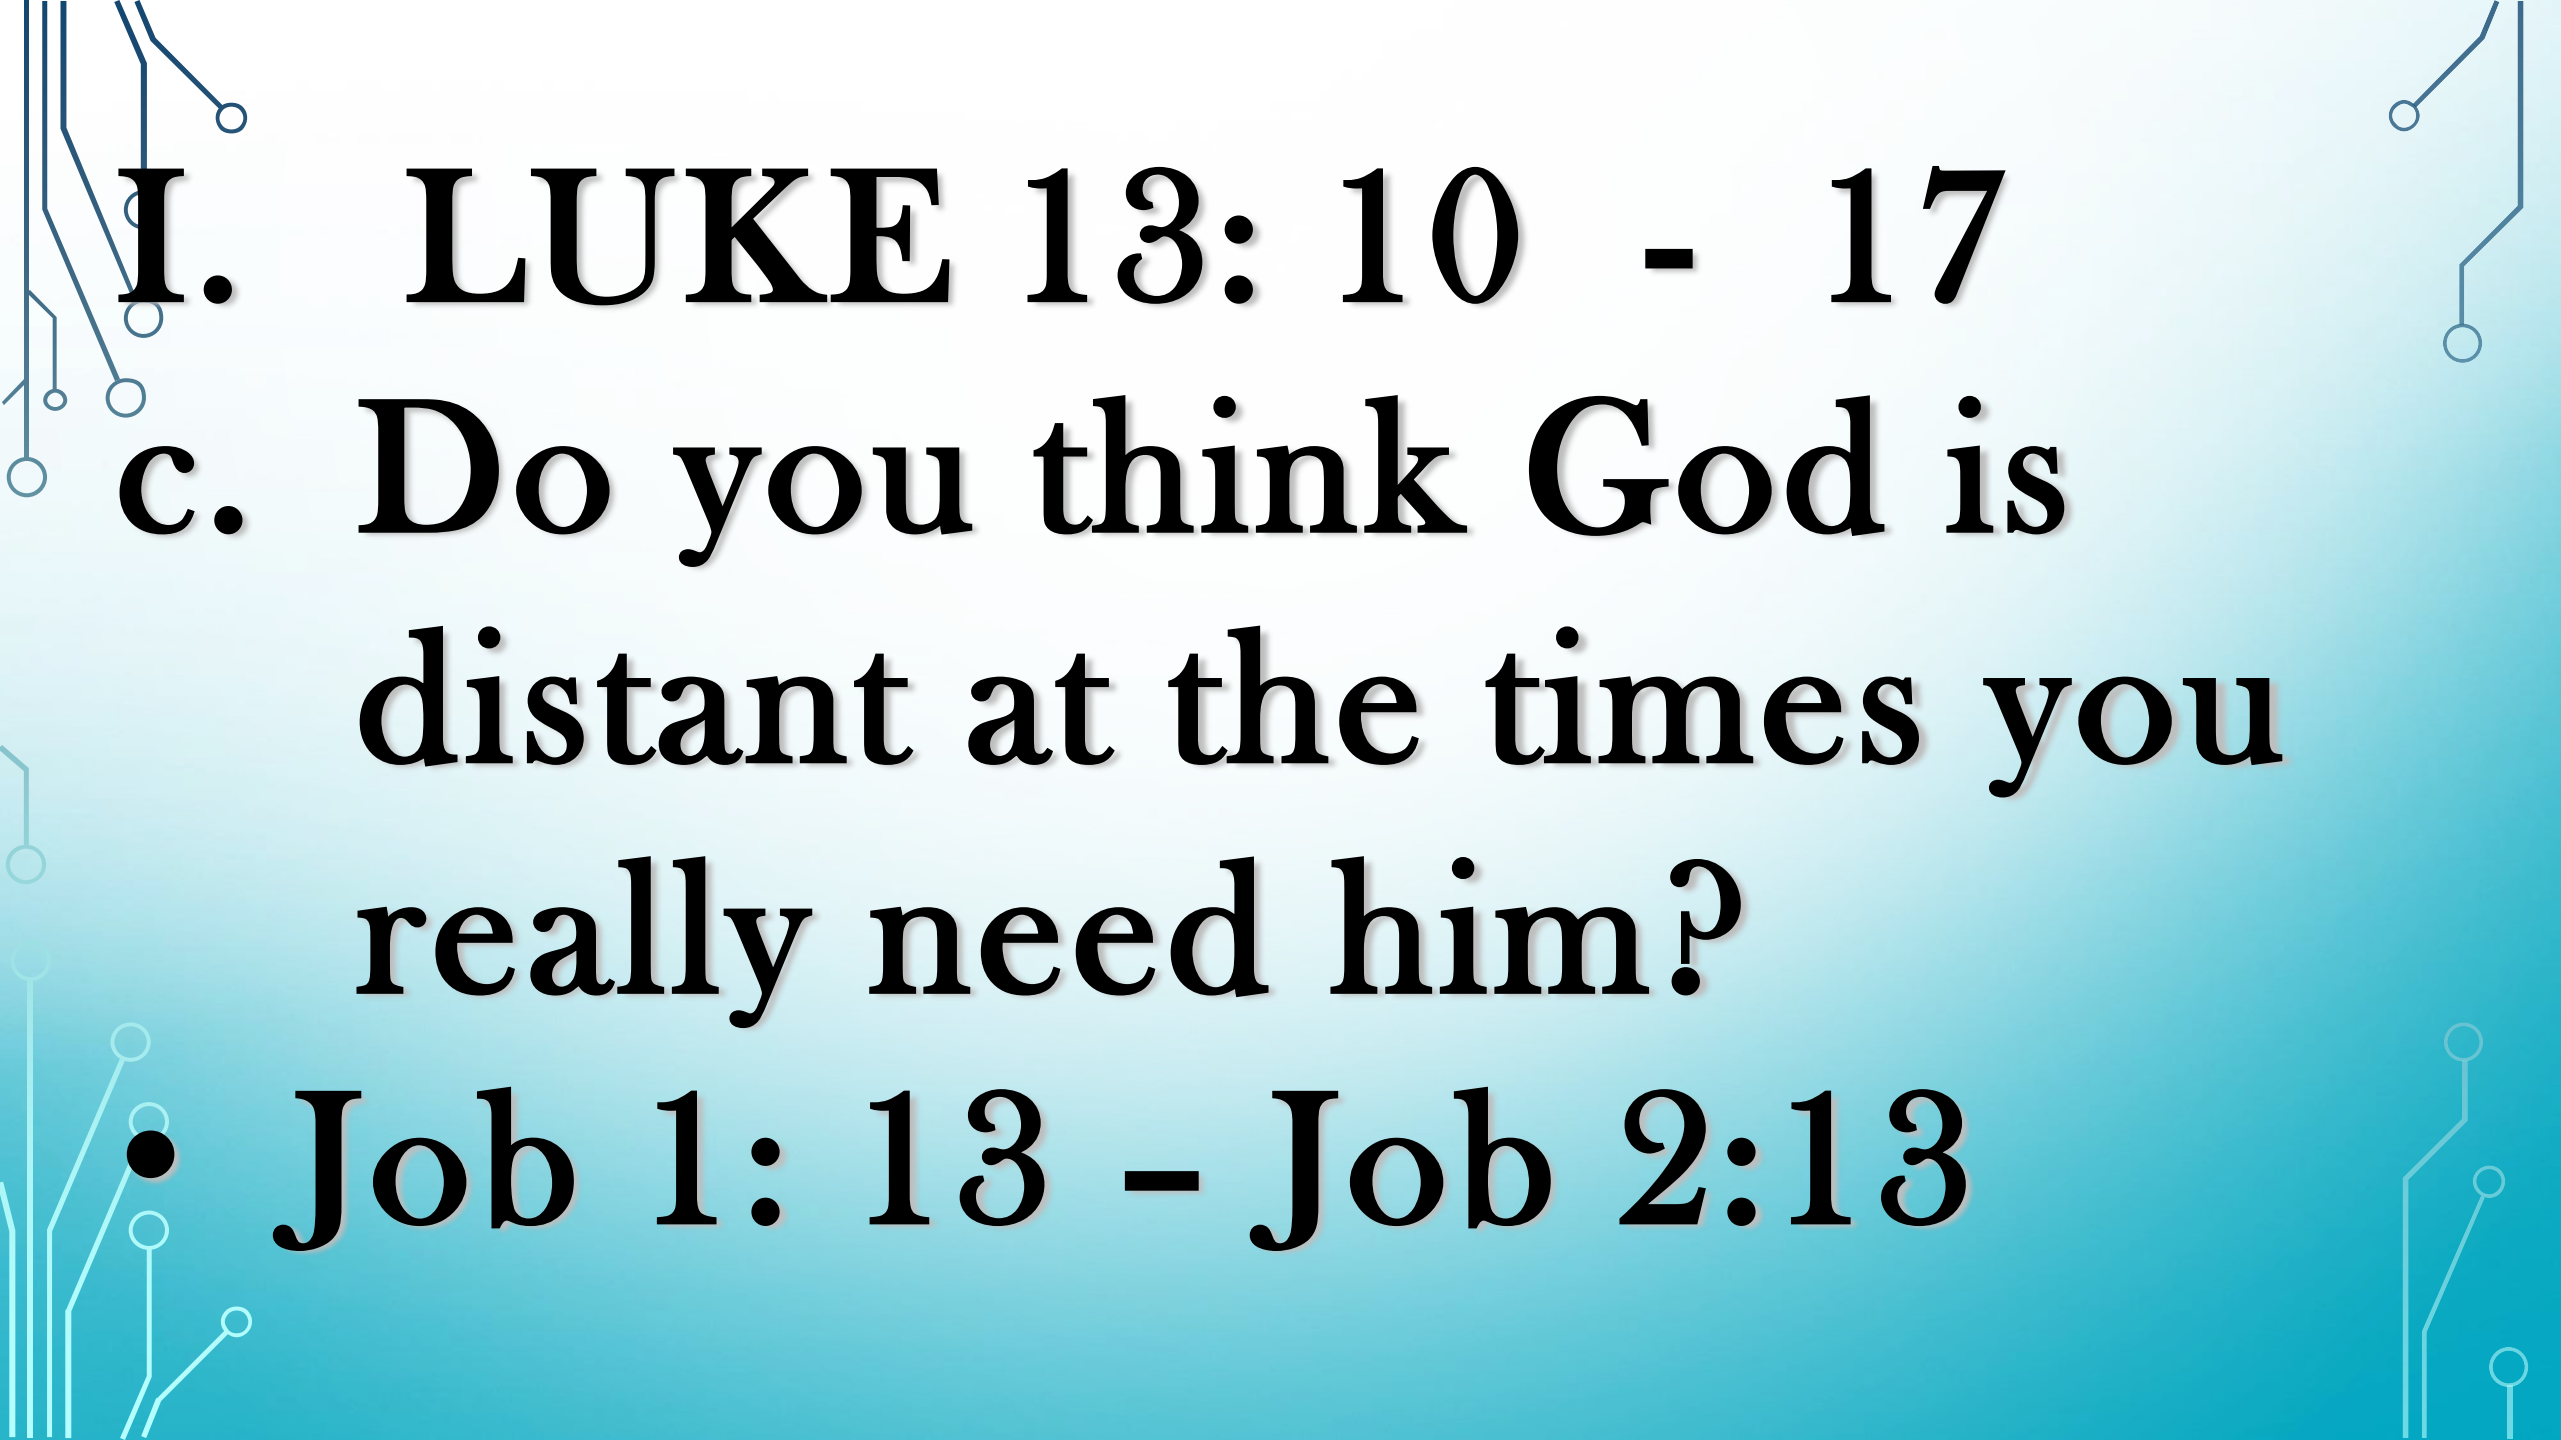 I. LUKE 13: 10 - 17
c. Do you think God is
distant at the times you
really need him?
• Job 1: 13 – Job 2:13